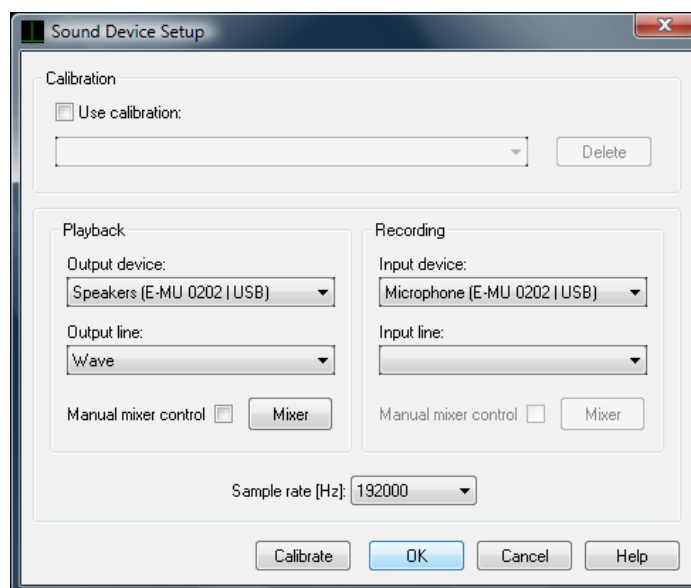 Sound Device Setup
Calibration
Use calibration:
Delete
Playback
Output device:
Speakers (E-MU 0202 | USB)
Output line:
Wave
Manual mixer control
Mixer
Recording
Input device:
Microphone (E-MU 0202 | USB)
Input line:
Manual mixer control
Mixer
Sample rate [Hz]: 192000
Calibrate OK Cancel Help